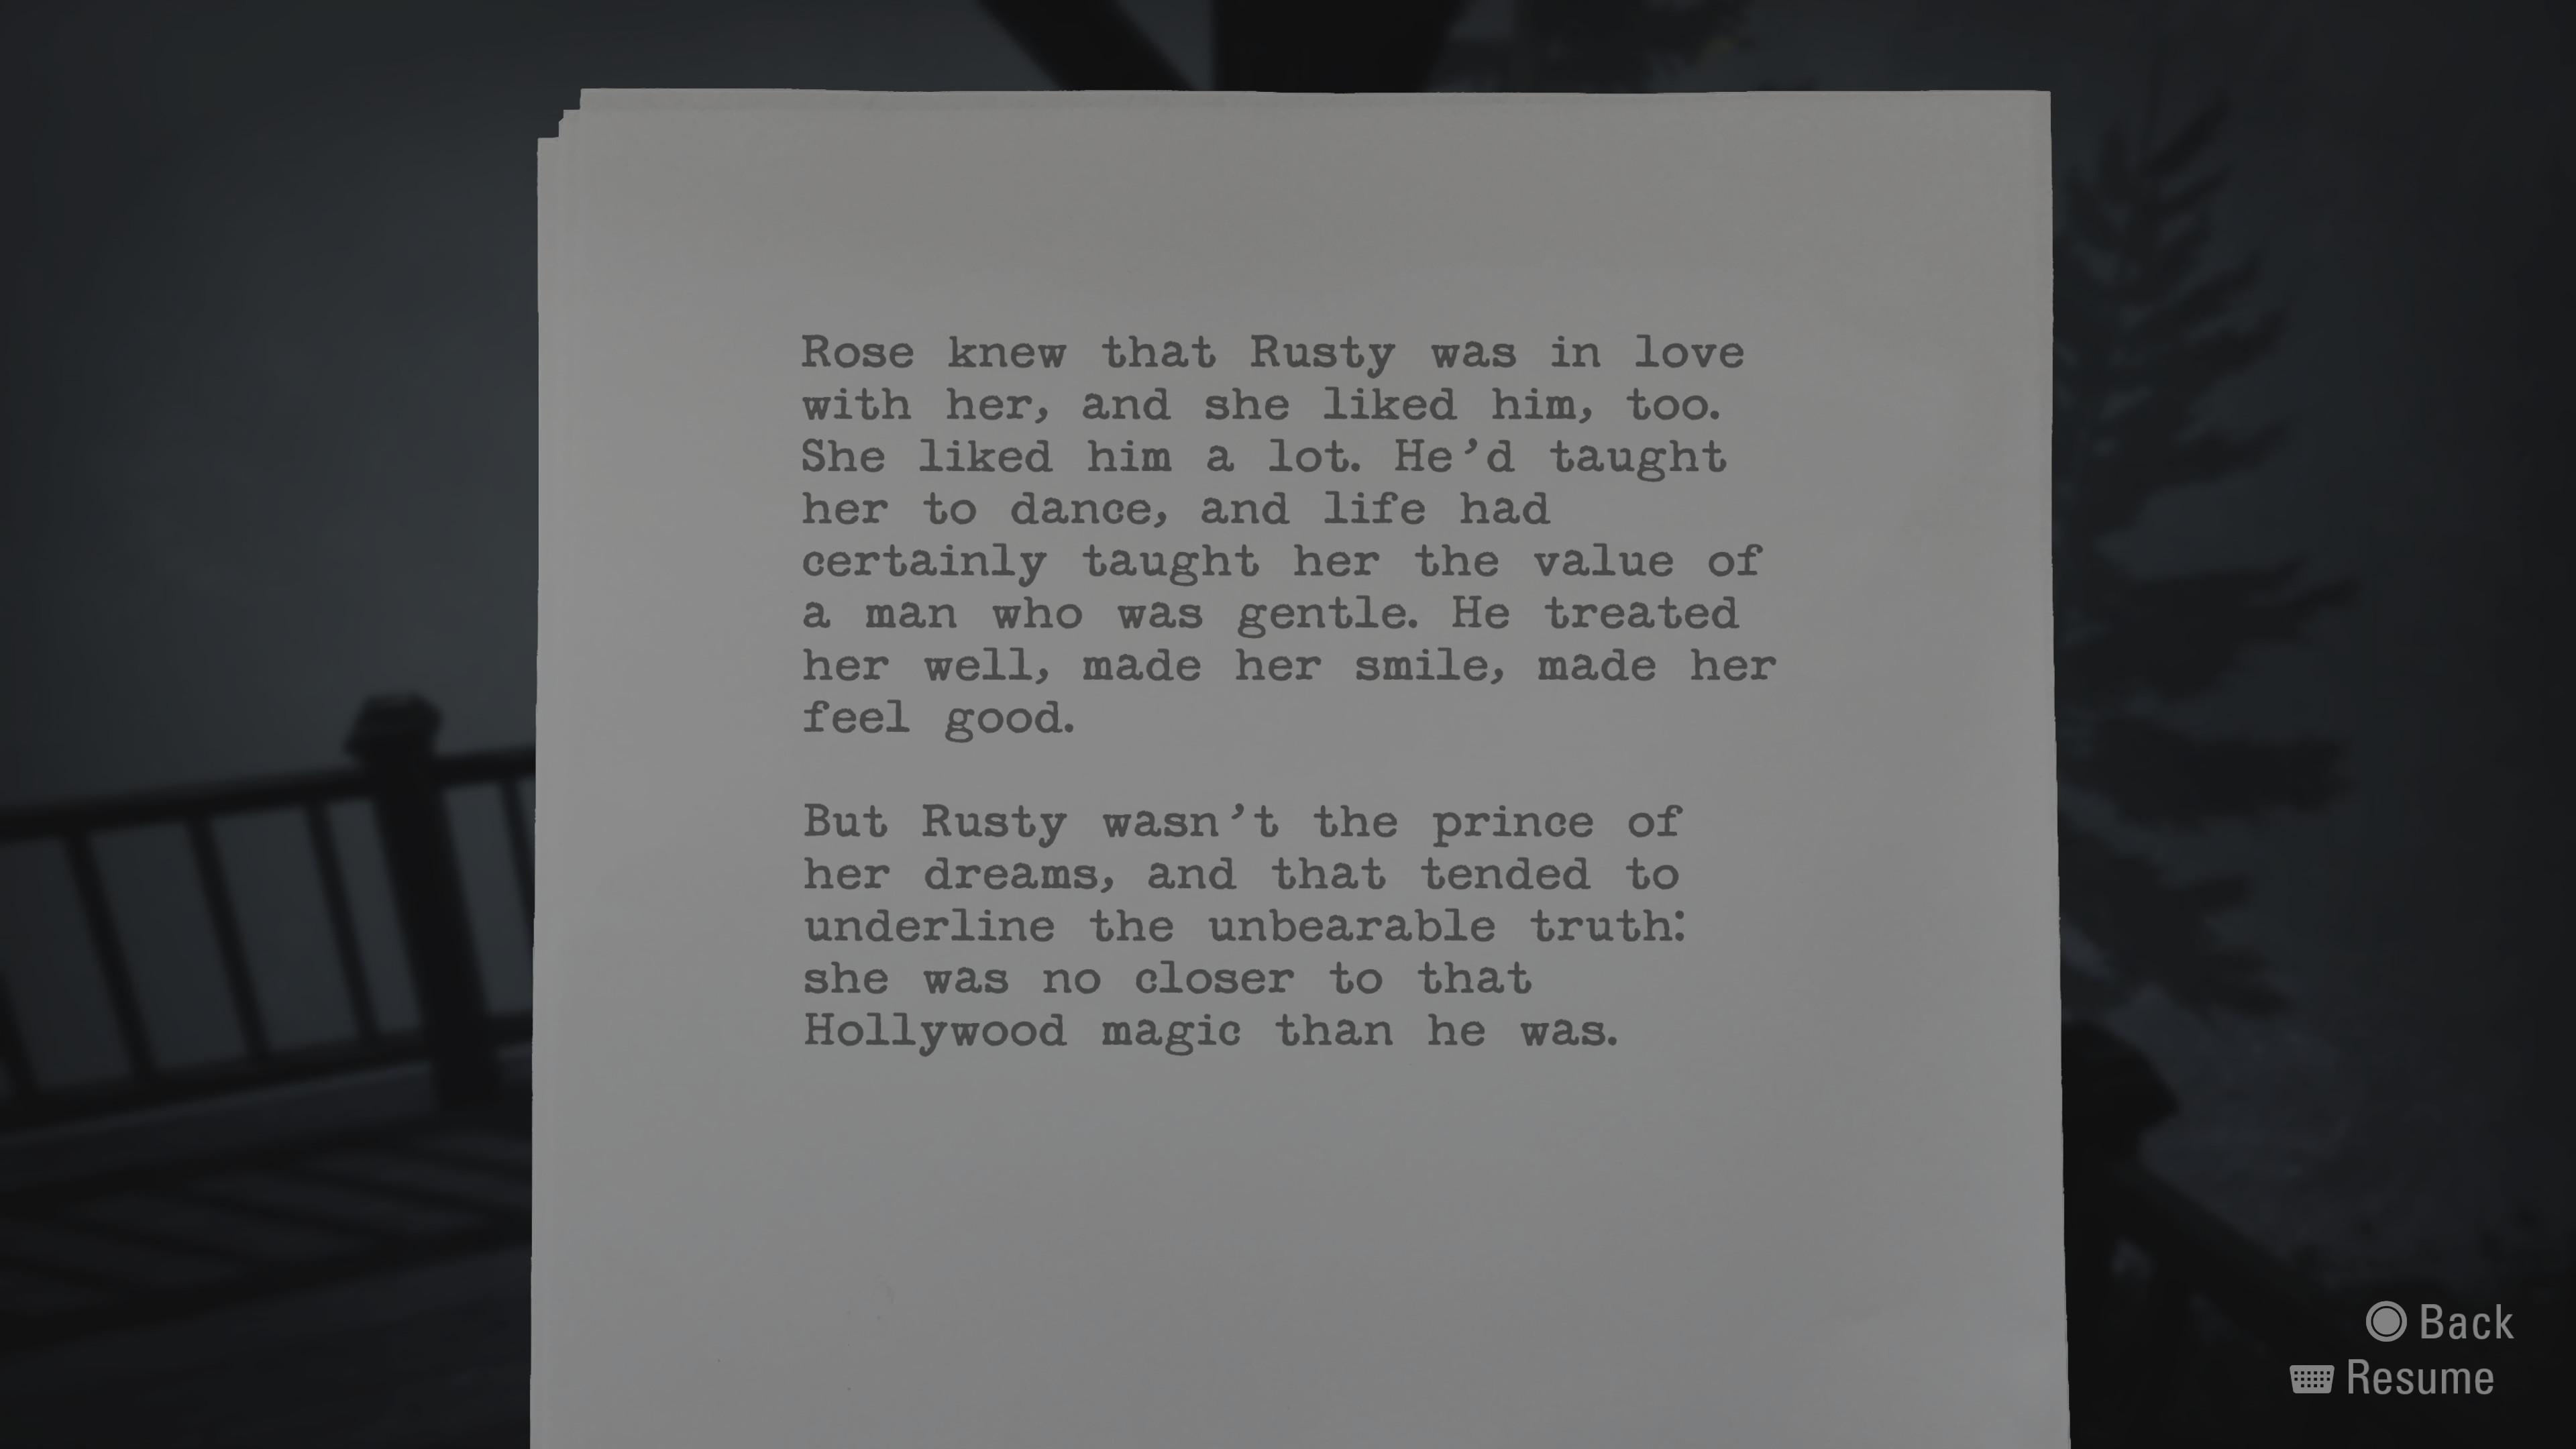 Rose knew that Rusty was in love
with her, and she liked him, too.
She liked him a lot. He’d taught
her to dance, and life had
certainly taught her the value of
a man who was gentle. He treated
her well, made her smile, made her
feel good.
But Rusty wasn’t the prince of
her dreams, and that tended to
underline the unbearable truth:
she was no closer to that
Hollywood magic than he was.
Back
Resume